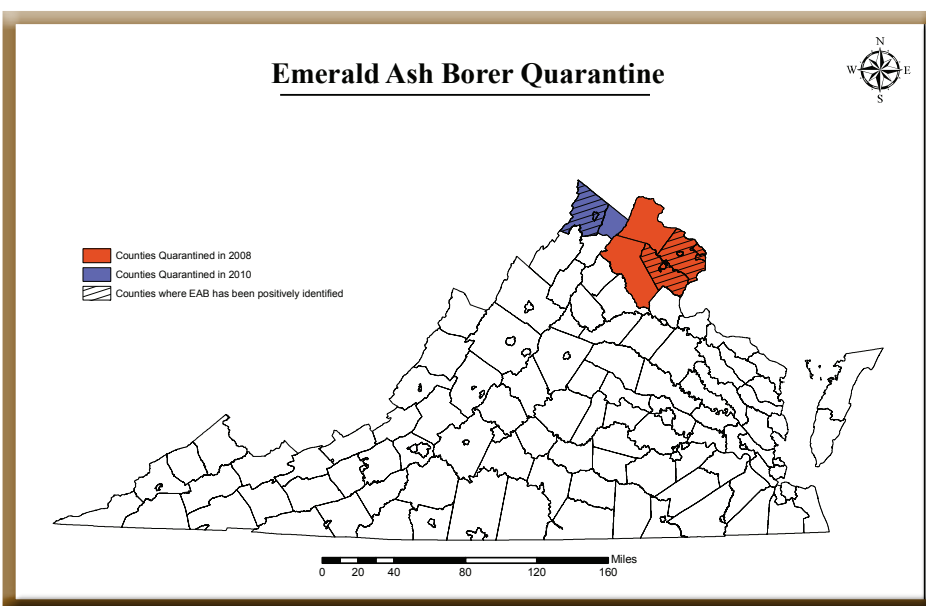 Emerald Ash Borer Quarantine
N
W E
S
Counties Quarantined in 2008
Counties Quarantined in 2010
Counties where EAB has been positively identified
Miles
0 20 40 80 120 160